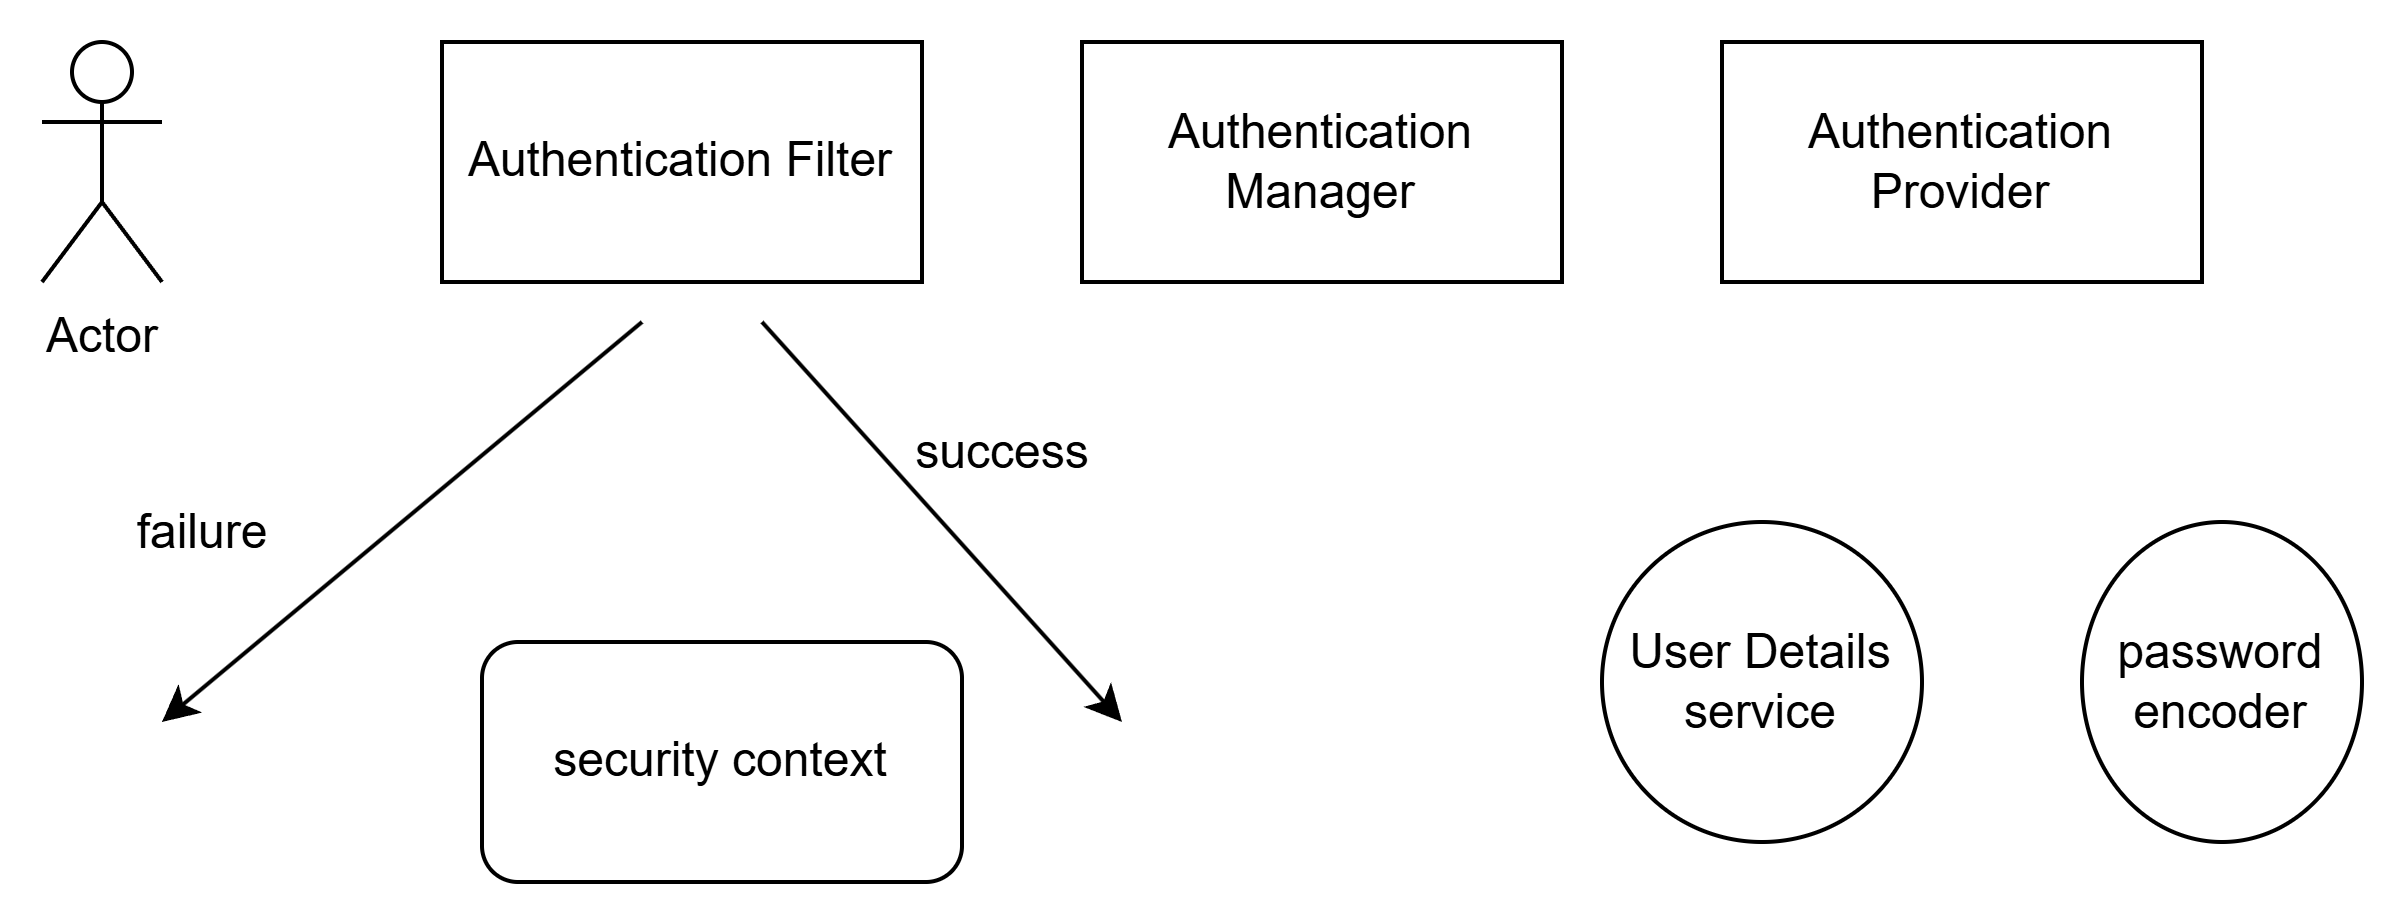 Actor
Authentication Filter
Authentication
Manager
Authentication
Provider
failure
success
security context
User Details
service
password
encoder